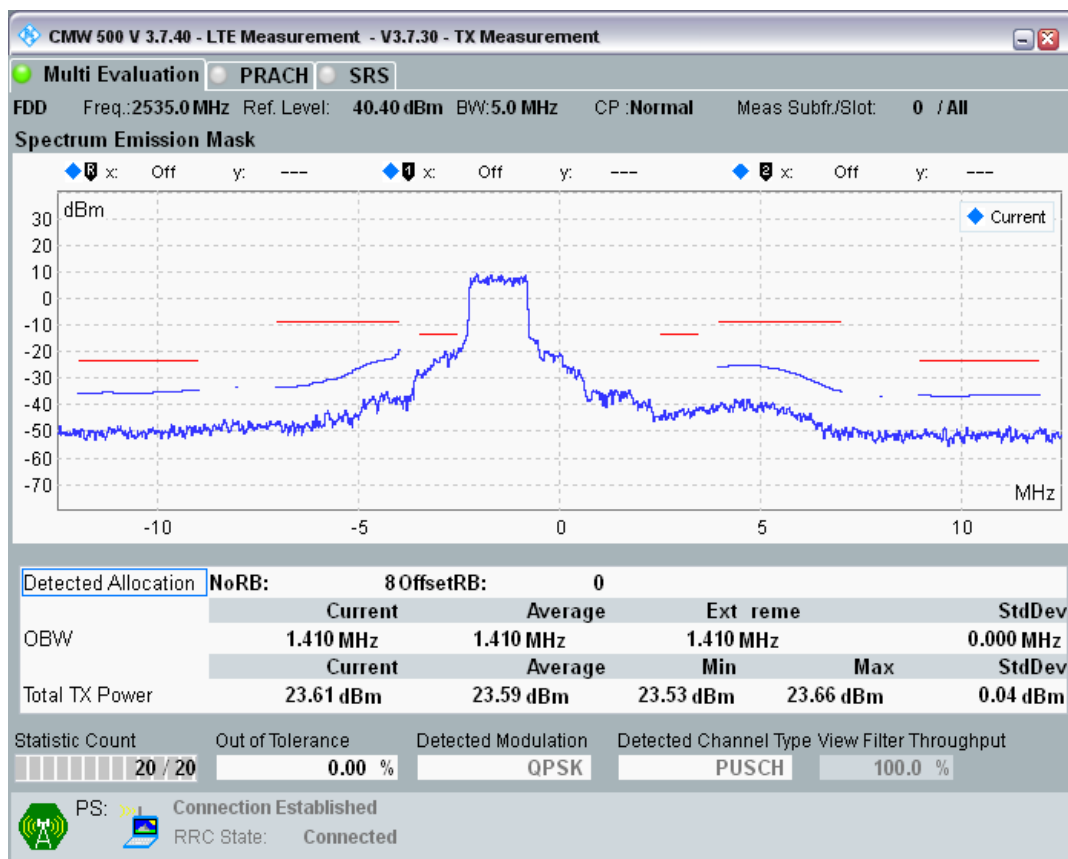 CMW 500 V 3.7.40 - LTE Measurement - V3.7.30 - TX Measurement
Multi Evaluation PRACH SRS
FDD Freq.:2535.0 MHz Ref. Level: 40.40 dBm BW:5.0 MHz CP :Normal Meas Subfr./Slot: 0 / All
Spectrum Emission Mask
R x: Off y: --- 1 x: Off y: --- 2 x: Off y: ---
dBm
Current
30
20
10
0
-10
-20
-30
-40
-50
-60
-70
MHz
-10 -5 0 5 10
Detected Allocation NoRB: 8 OffsetRB: 0
Current Average Ext reme StdDev
OBW 1.410 MHz 1.410 MHz 1.410 MHz 0.000 MHz
Current Average Min Max StdDev
Total TX Power 23.61 dBm 23.59 dBm 23.53 dBm 23.66 dBm 0.04 dBm
Statistic Count Out of Tolerance Detected Modulation Detected Channel Type View Filter Throughput
20 / 20 0.00 % QPSK PUSCH 100.0 %
PS: Connection Established
RRC State: Connected